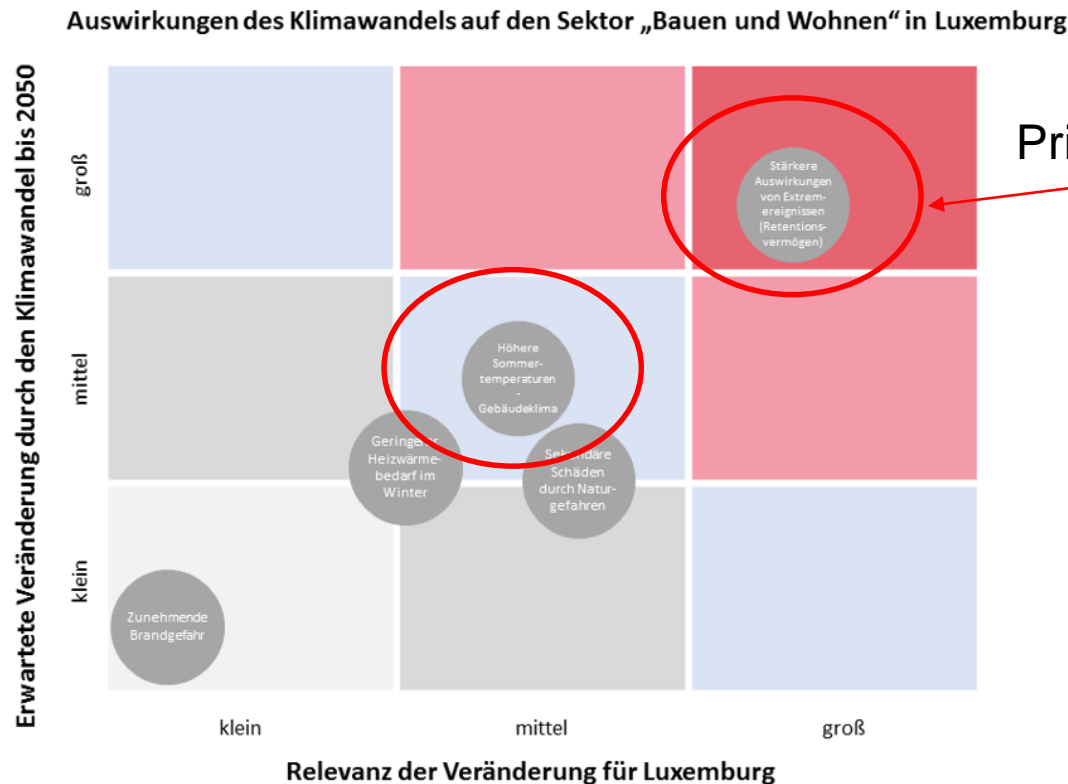 Auswirkungen des Klimawandels auf den Sektor „Bauen und Wohnen“ in Luxemburg
Erwartete Veränderung durch den Klimawandel bis 2050
groß
mittel
klein
Pri
Stärkere
Auswirkungen
von Extrem-
ereignissen
(Retentions-
vermögen)
Höhere
Sommer-
temperaturen
-
Gebäudeklima
Geringerer
Heizwärme-
bedarf im
Winter
Sekundäre
Schäden
durch Natur-
gefahren
Zunehmende
Brandgefahr
klein
mittel
groß
Relevanz der Veränderung für Luxemburg